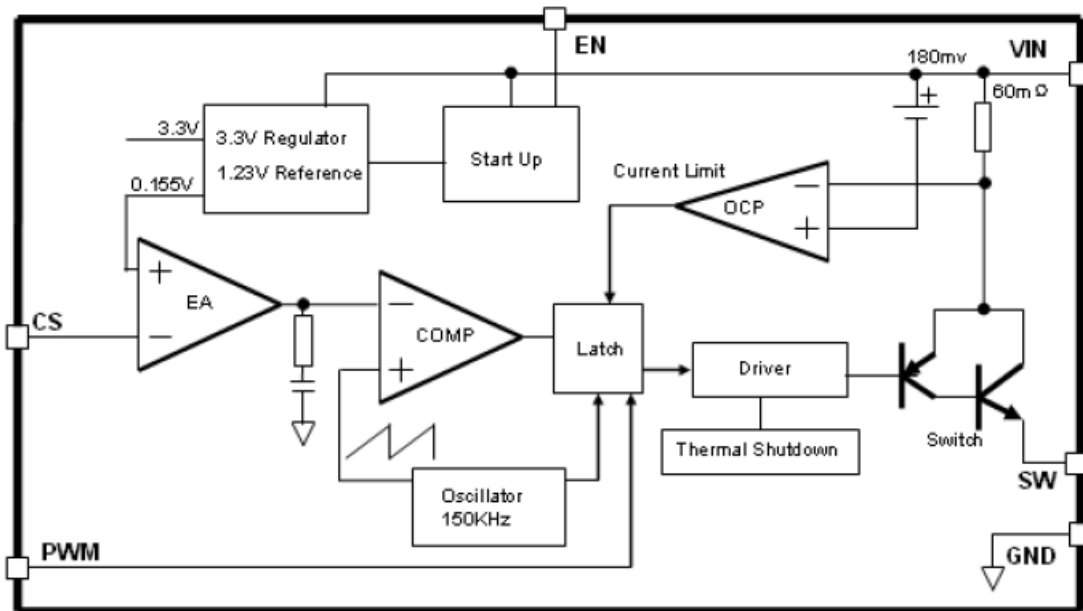 EN
VIN
180mv
60mΩ
3.3V
3.3V Regulator
1.23V Reference
Start Up
0.155V
Current Limit
OCP
EA
CS
COMP
Latch
Driver
Thermal Shutdown
Switch
Oscillator
150KHz
SW
PWM
GND